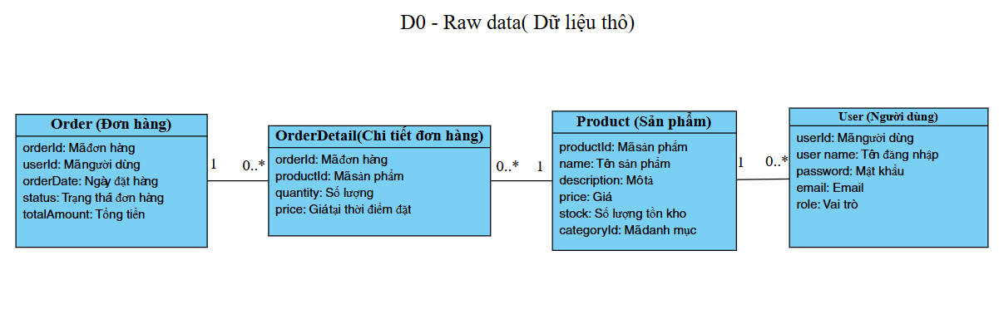 D0 - Raw data( Dữ liệu thô)
Order (Đơn hàng)
orderId: Mãđơn hàng
userId: Mãngười dùng
orderDate: Ngày đặt hàng
status: Trạng thái đơn hàng
totalAmount: Tổng tiền
1
0..*
OrderDetail(Chi tiết đơn hàng)
orderId: Mãđơn hàng
productId: Mãsản phẩm
quantity: Số lượng
price: Giátại thời điểm đặt
0..*
1
Product (Sản phẩm)
productId: Mãsản phẩm
name: Tên sản phẩm
description: Môtả
price: Giá
stock: Số lượng tồn kho
categoryId: Mãdanh mục
1
0..*
User (Người dùng)
userId: Mãngười dùng
user name: Tên đăng nhập
password: Mật khẩu
email: Email
role: Vai trò